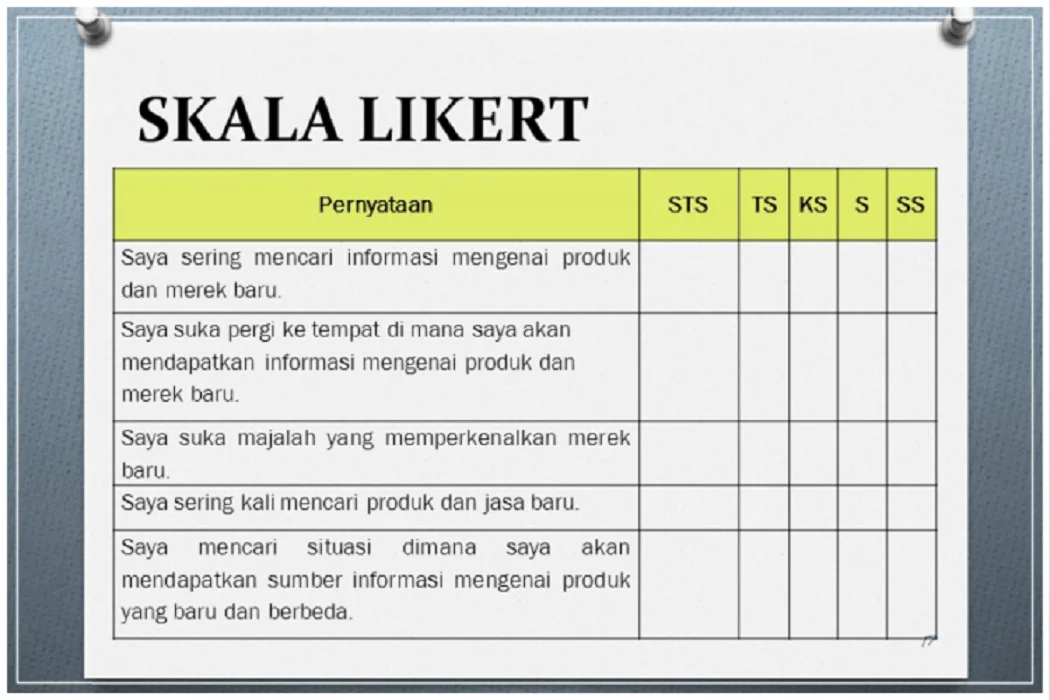 SKALA LIKERT
Pernyataan STS TS KS S SS
Saya sering mencari informasi mengenai produk
dan merek baru.
Saya suka pergi ke tempat di mana saya akan
mendapatkan informasi mengenai produk dan
merek baru.
Saya suka majalah yang memperkenalkan merek
baru.
Saya sering kali mencari produk dan jasa baru.
Saya mencari situasi dimana saya akan
mendapatkan sumber informasi mengenai produk
yang baru dan berbeda.